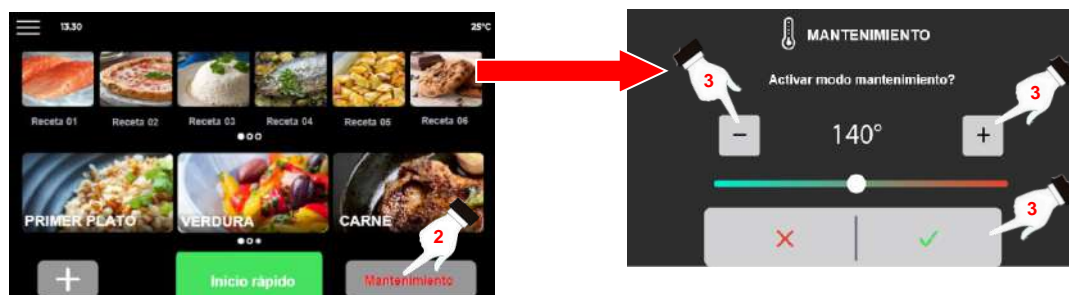 13.30
25°C
Receta 01
Receta 02
Receta 03
Receta 04
Receta 05
Receta 06
PRIMER PLATO
VERDURA
CARNE
2
Inicio rápido
Mantenimiento
MANTENIMIENTO
3
Activar modo mantenimiento?
3
140°
3